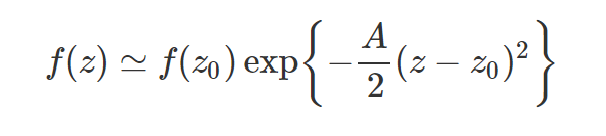 f(z) ≃ f(z₀) exp{−A/2 (z − z₀)²}